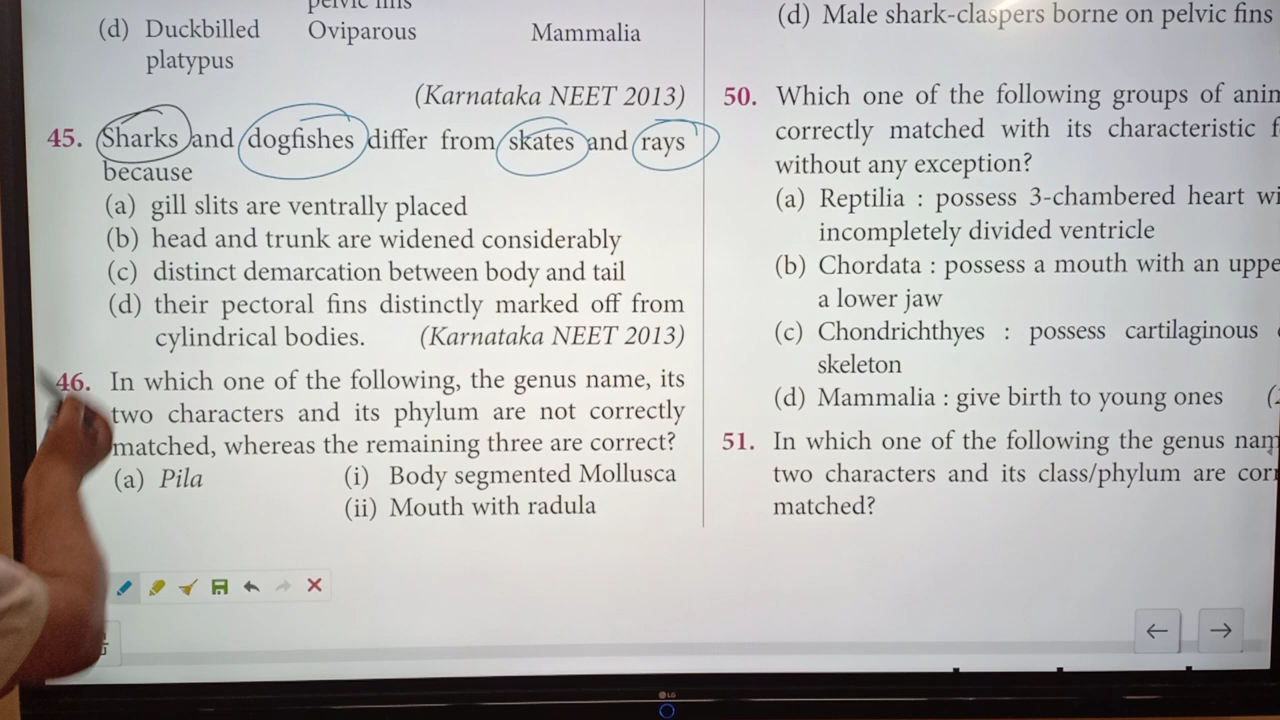 pelvic fins
(d) Duckbilled Oviparous Mammalia
platypus
(Karnataka NEET 2013)
45. Sharks and dogfishes differ from skates and rays
because
(a) gill slits are ventrally placed
(b) head and trunk are widened considerably
(c) distinct demarcation between body and tail
(d) their pectoral fins distinctly marked off from
cylindrical bodies. (Karnataka NEET 2013)
46. In which one of the following, the genus name, its
two characters and its phylum are not correctly
matched, whereas the remaining three are correct?
(a) Pila (i) Body segmented Mollusca
(ii) Mouth with radula
(d) Male shark-claspers borne on pelvic fins
50. Which one of the following groups of anim
correctly matched with its characteristic f
without any exception?
(a) Reptilia : possess 3-chambered heart wi
incompletely divided ventricle
(b) Chordata : possess a mouth with an uppe
a lower jaw
(c) Chondrichthyes : possess cartilaginous
skeleton
(d) Mammalia : give birth to young ones (2
51. In which one of the following the genus nam
two characters and its class/phylum are corr
matched?
LG